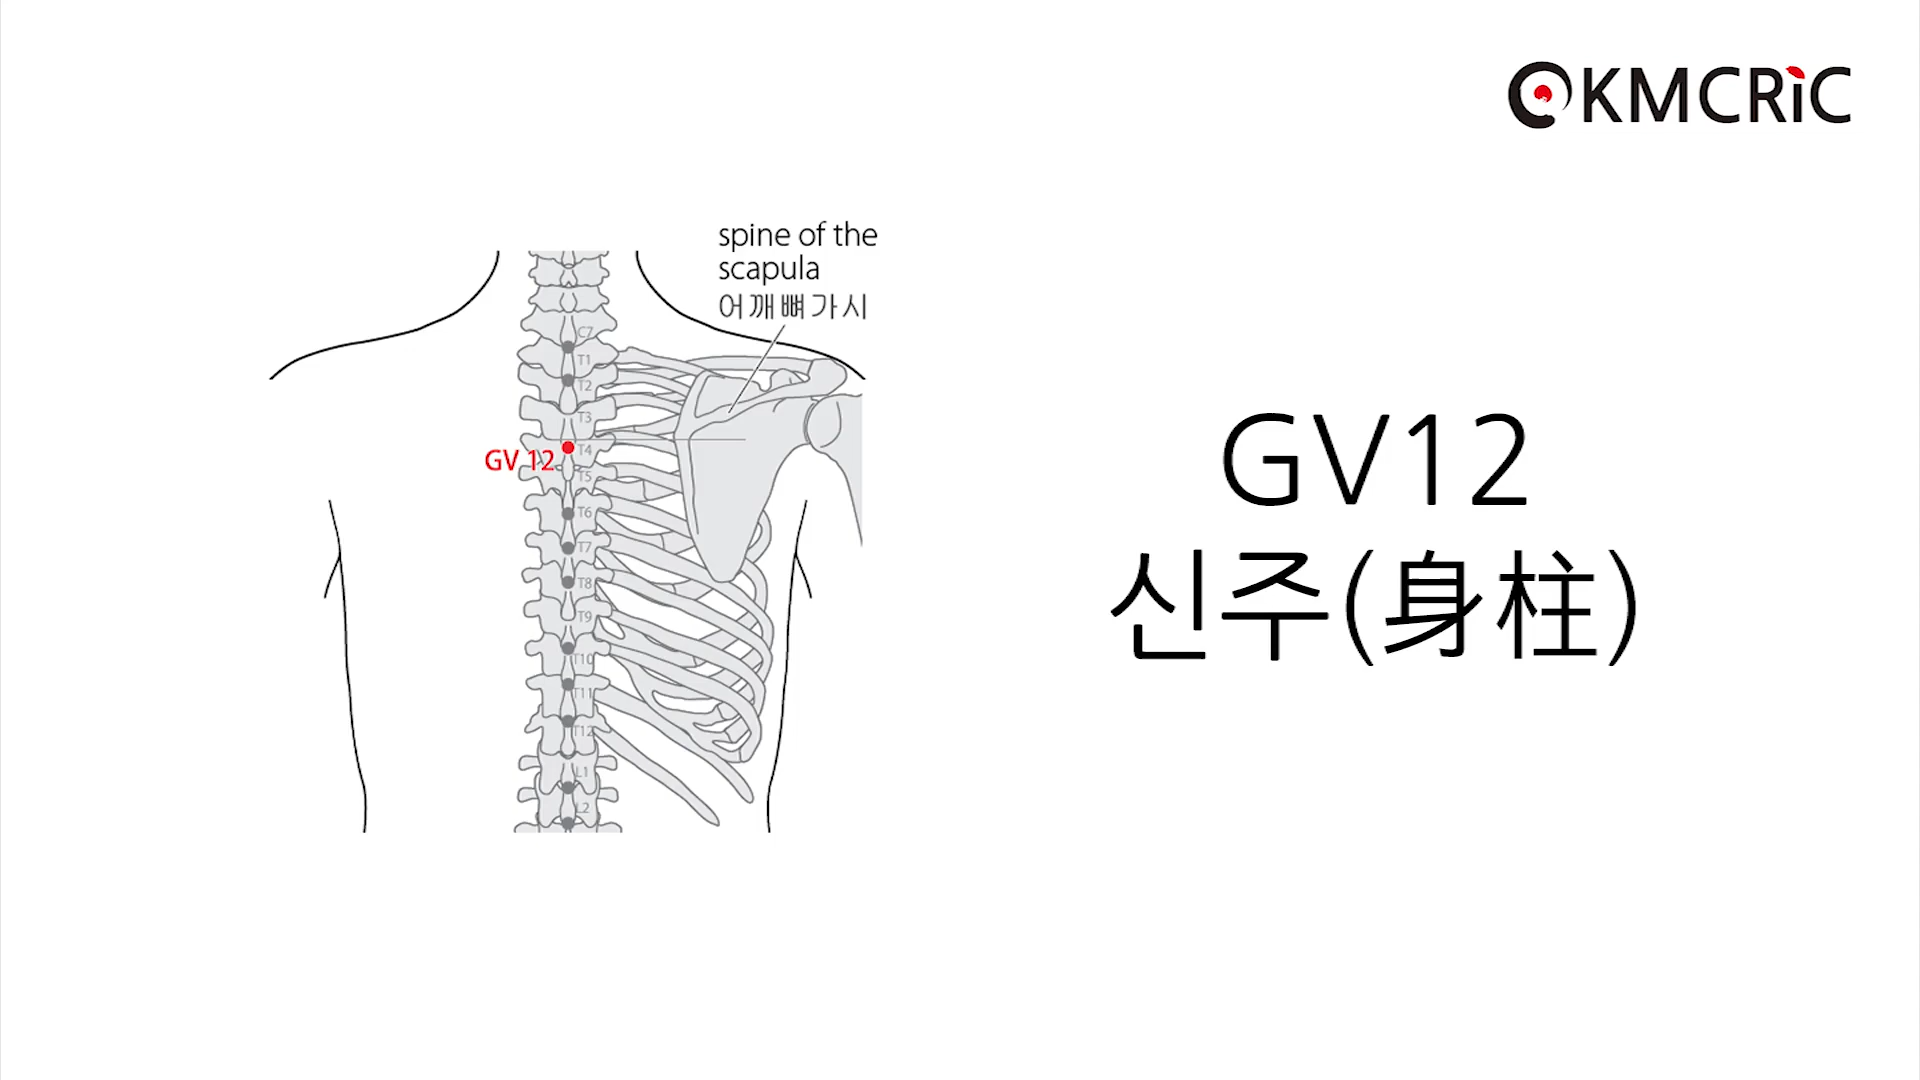 KMCRiC
spine of the
scapula
어깨뼈가시
C7
T1
T2
T3
T4
GV 12
T5
T6
T7
T8
T9
T10
T11
T12
L1
L2
GV12
신주(身柱)